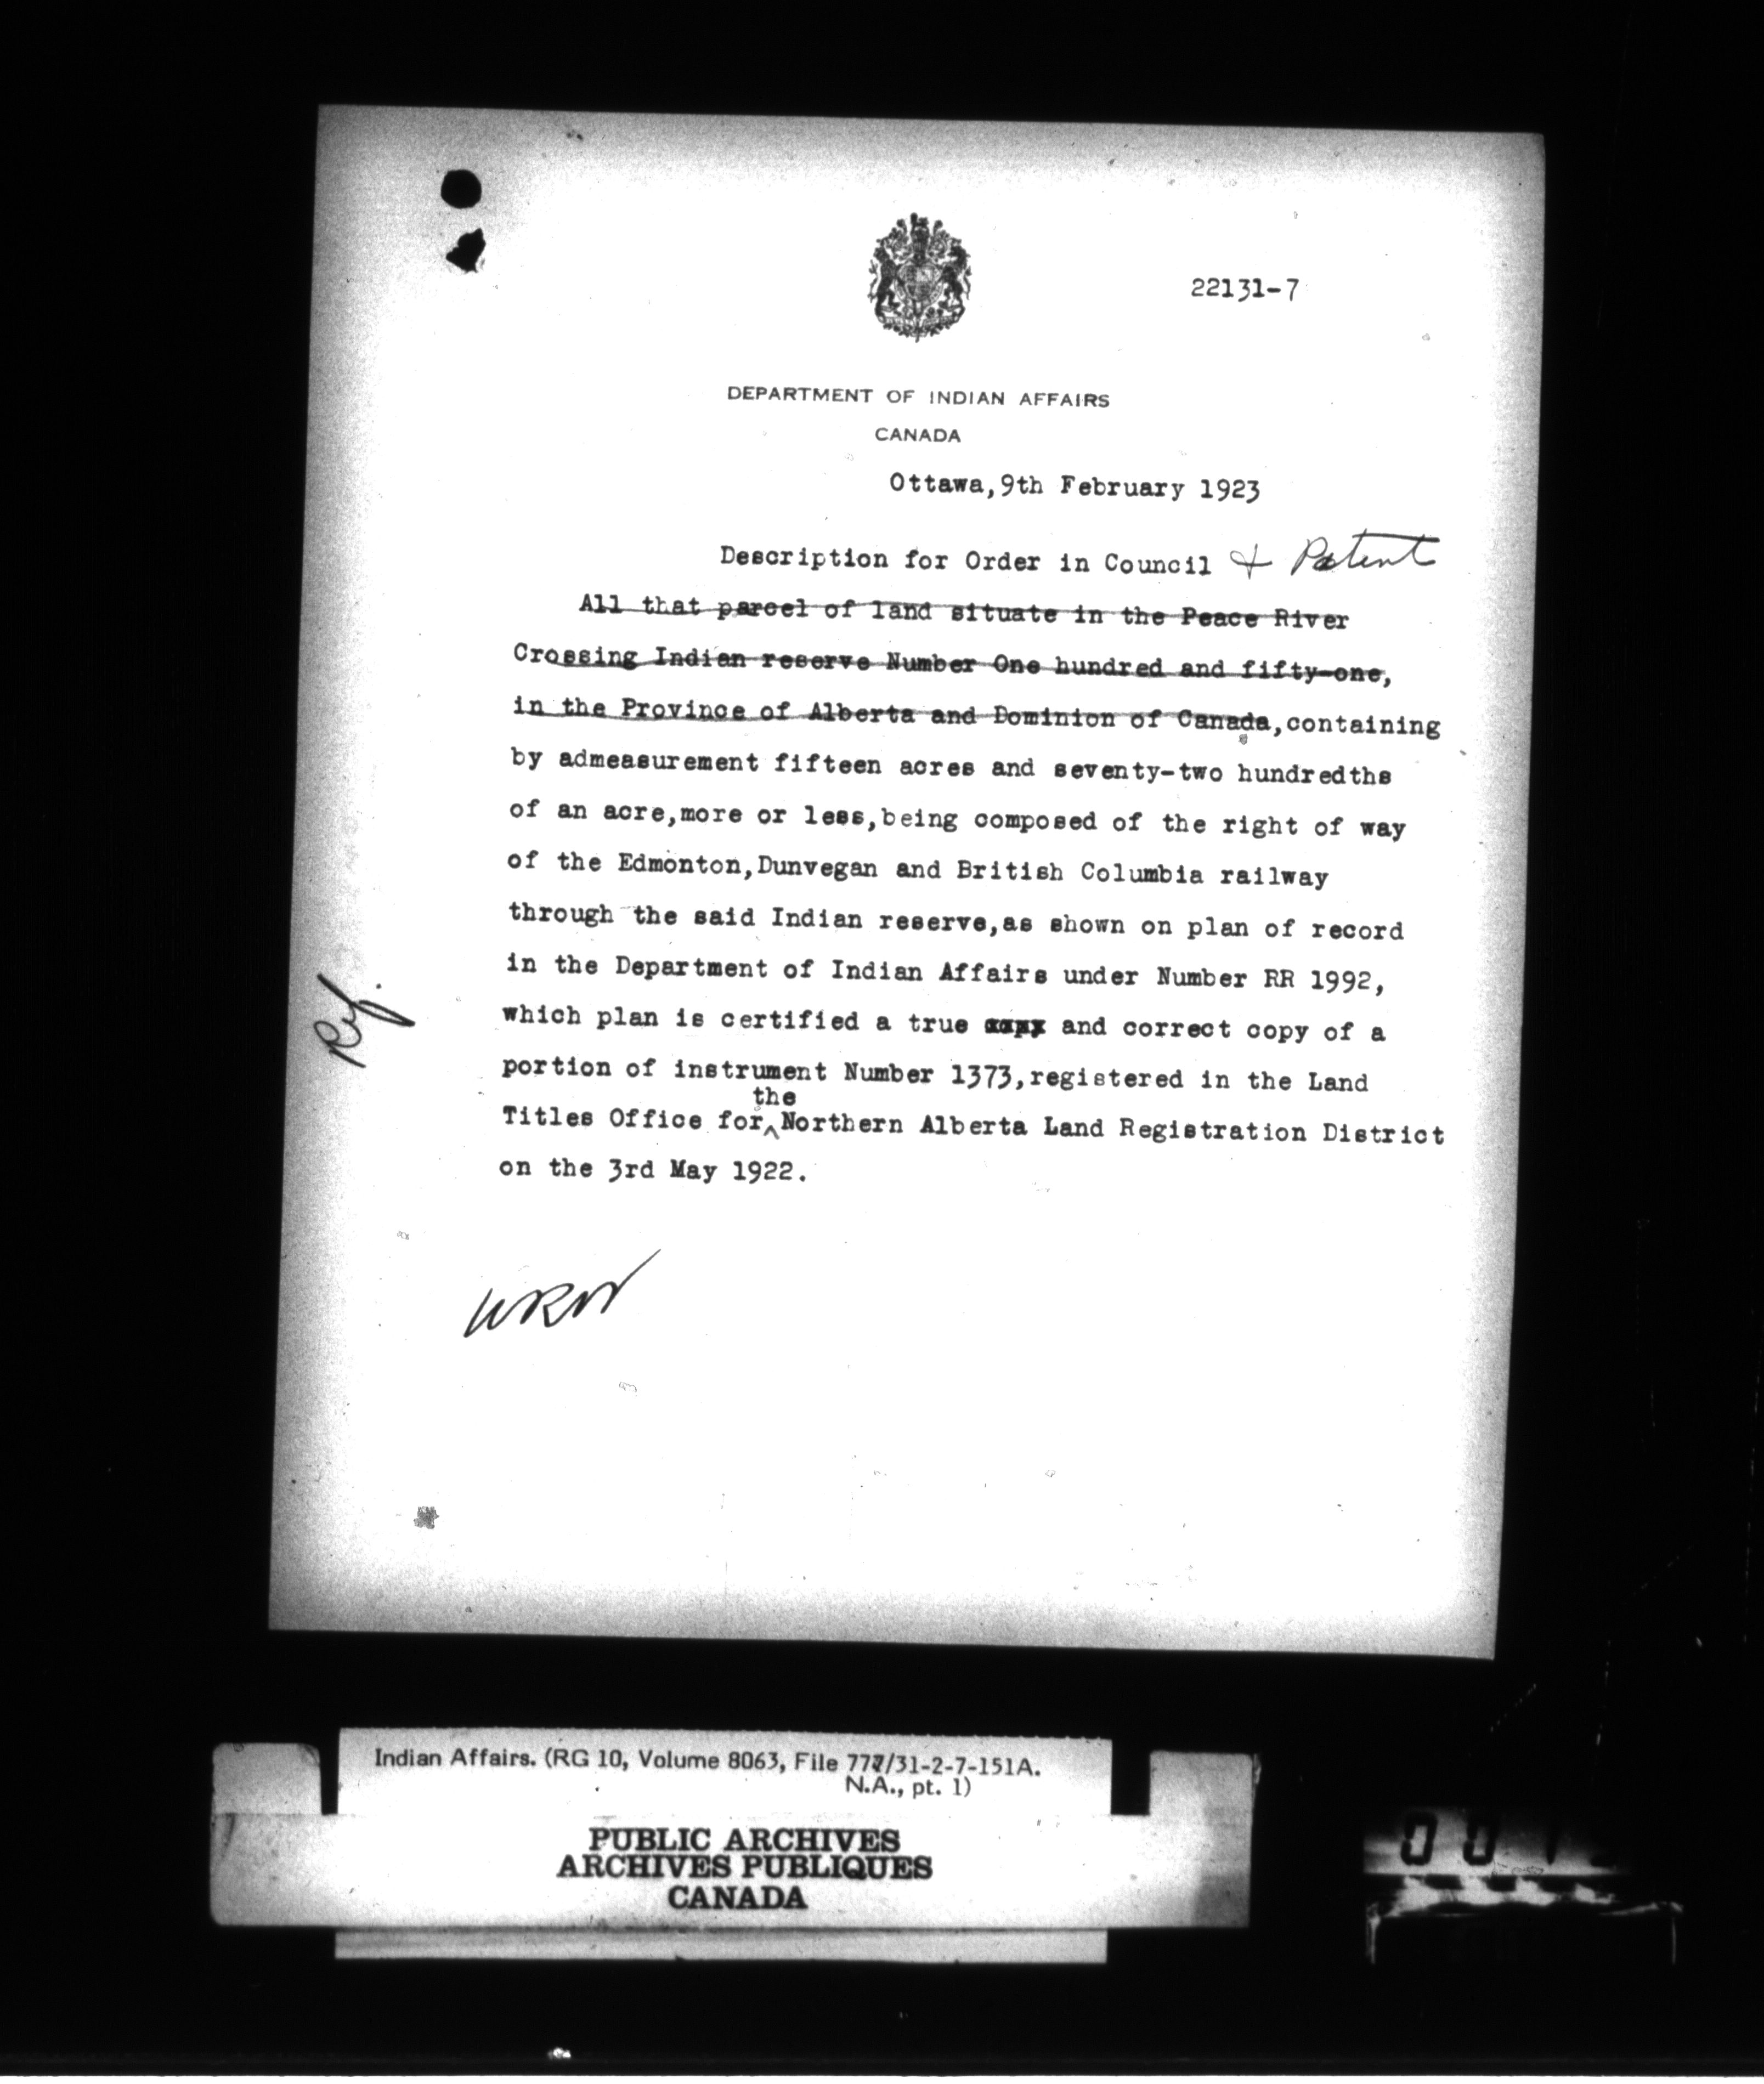 22131-7
DEPARTMENT OF INDIAN AFFAIRS
CANADA
Ottawa,9th February 1923
Description for Order in Council & Patent
All that parcel of land situate in the Peace River
Crossing Indian reserve Number One hundred and fifty-one,
in the Province of Alberta and Dominion of Canada,containing
by admeasurement fifteen acres and seventy-two hundredths
of an acre,more or less,being composed of the right of way
of the Edmonton,Dunvegan and British Columbia railway
through the said Indian reserve,as shown on plan of record
in the Department of Indian Affairs under Number RR 1992,
which plan is certified a true and correct copy of a
portion of instrument Number 1373,registered in the Land
the
Titles Office for Northern Alberta Land Registration District
on the 3rd May 1922.
Indian Affairs. (RG 10, Volume 8063, File 777/31-2-7-151A.
N.A., pt. 1)
PUBLIC ARCHIVES
ARCHIVES PUBLIQUES
CANADA